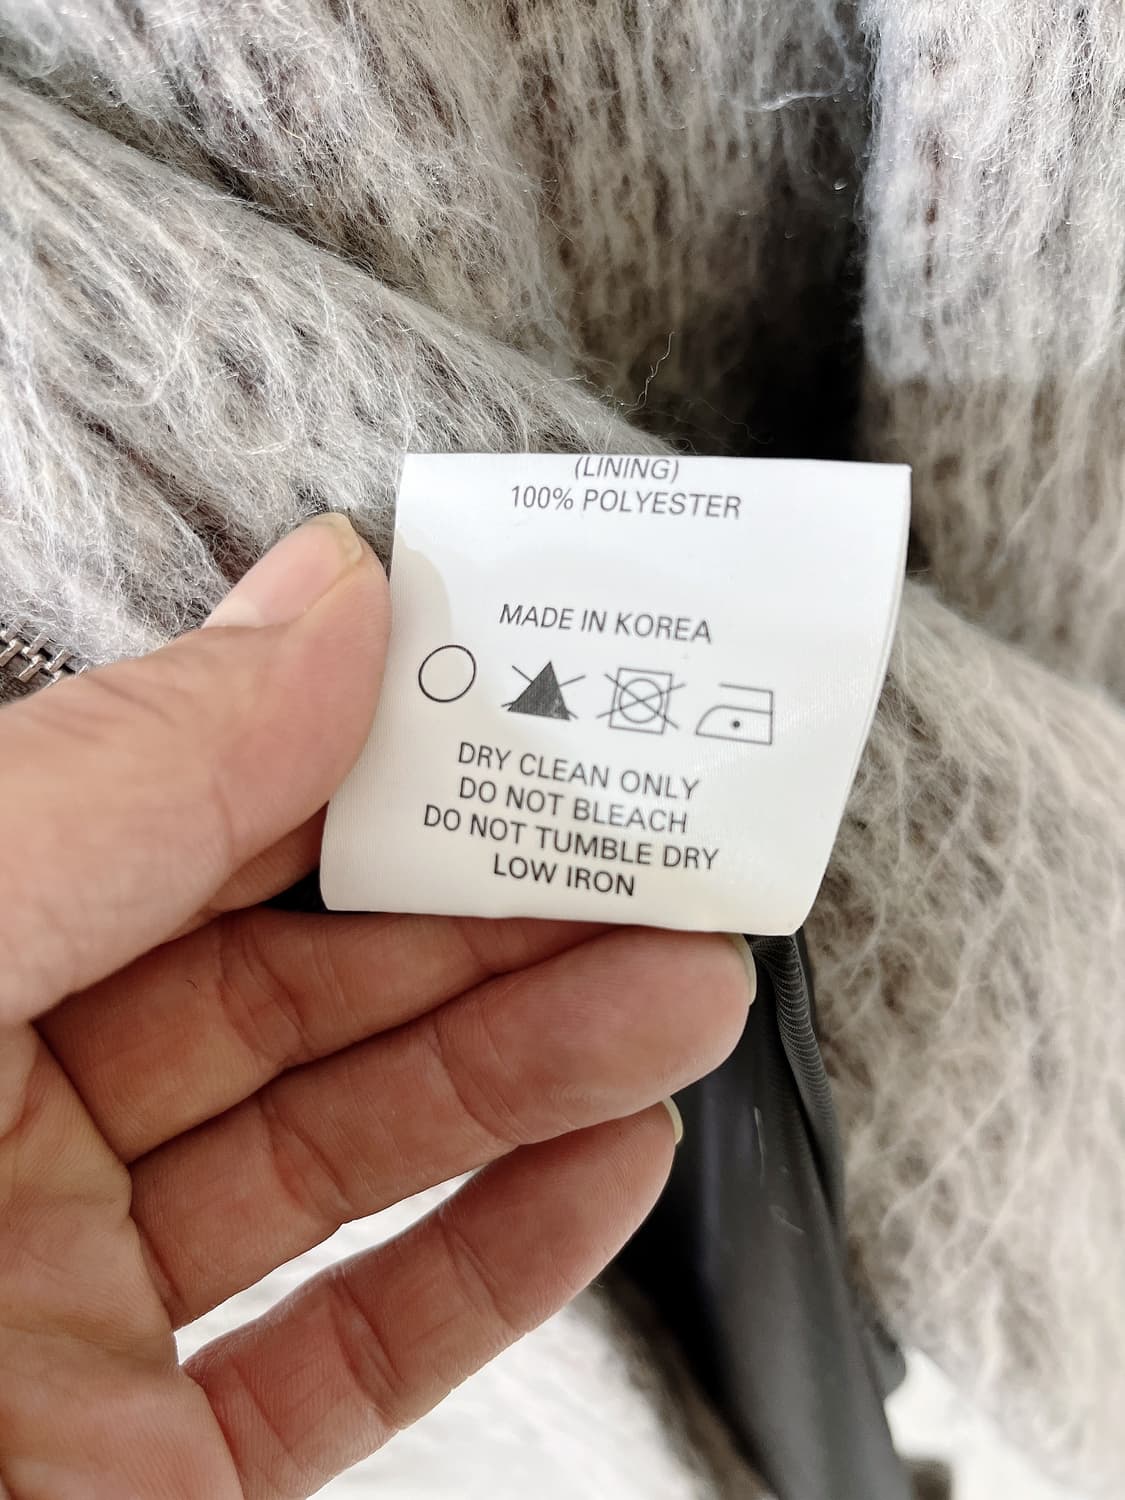 (LINING)
100% POLYESTER
MADE IN KOREA
DRY CLEAN ONLY
DO NOT BLEACH
DO NOT TUMBLE DRY
LOW IRON